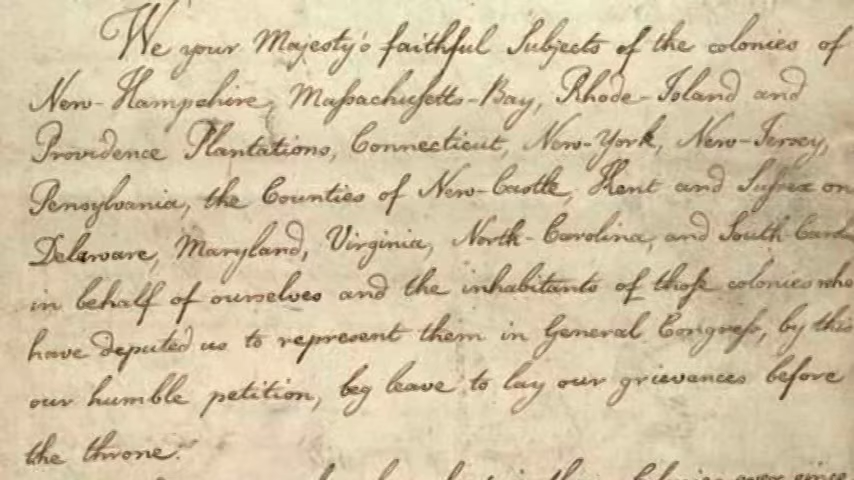 We your Majesty's faithful Subjects of the colonies of
New-Hampshire, Massachusetts-Bay, Rhode-Island and
Providence Plantations, Connecticut, New-York, New-Jersey,
Pensylvania, the Counties of New-Castle, Kent and Sussex on
Delaware, Maryland, Virginia, North-Carolina, and South Carol
in behalf of ourselves and the inhabitants of those colonies who
have deputed us to represent them in General Congress, by this
our humble petition, beg leave to lay our grievances before
the throne.